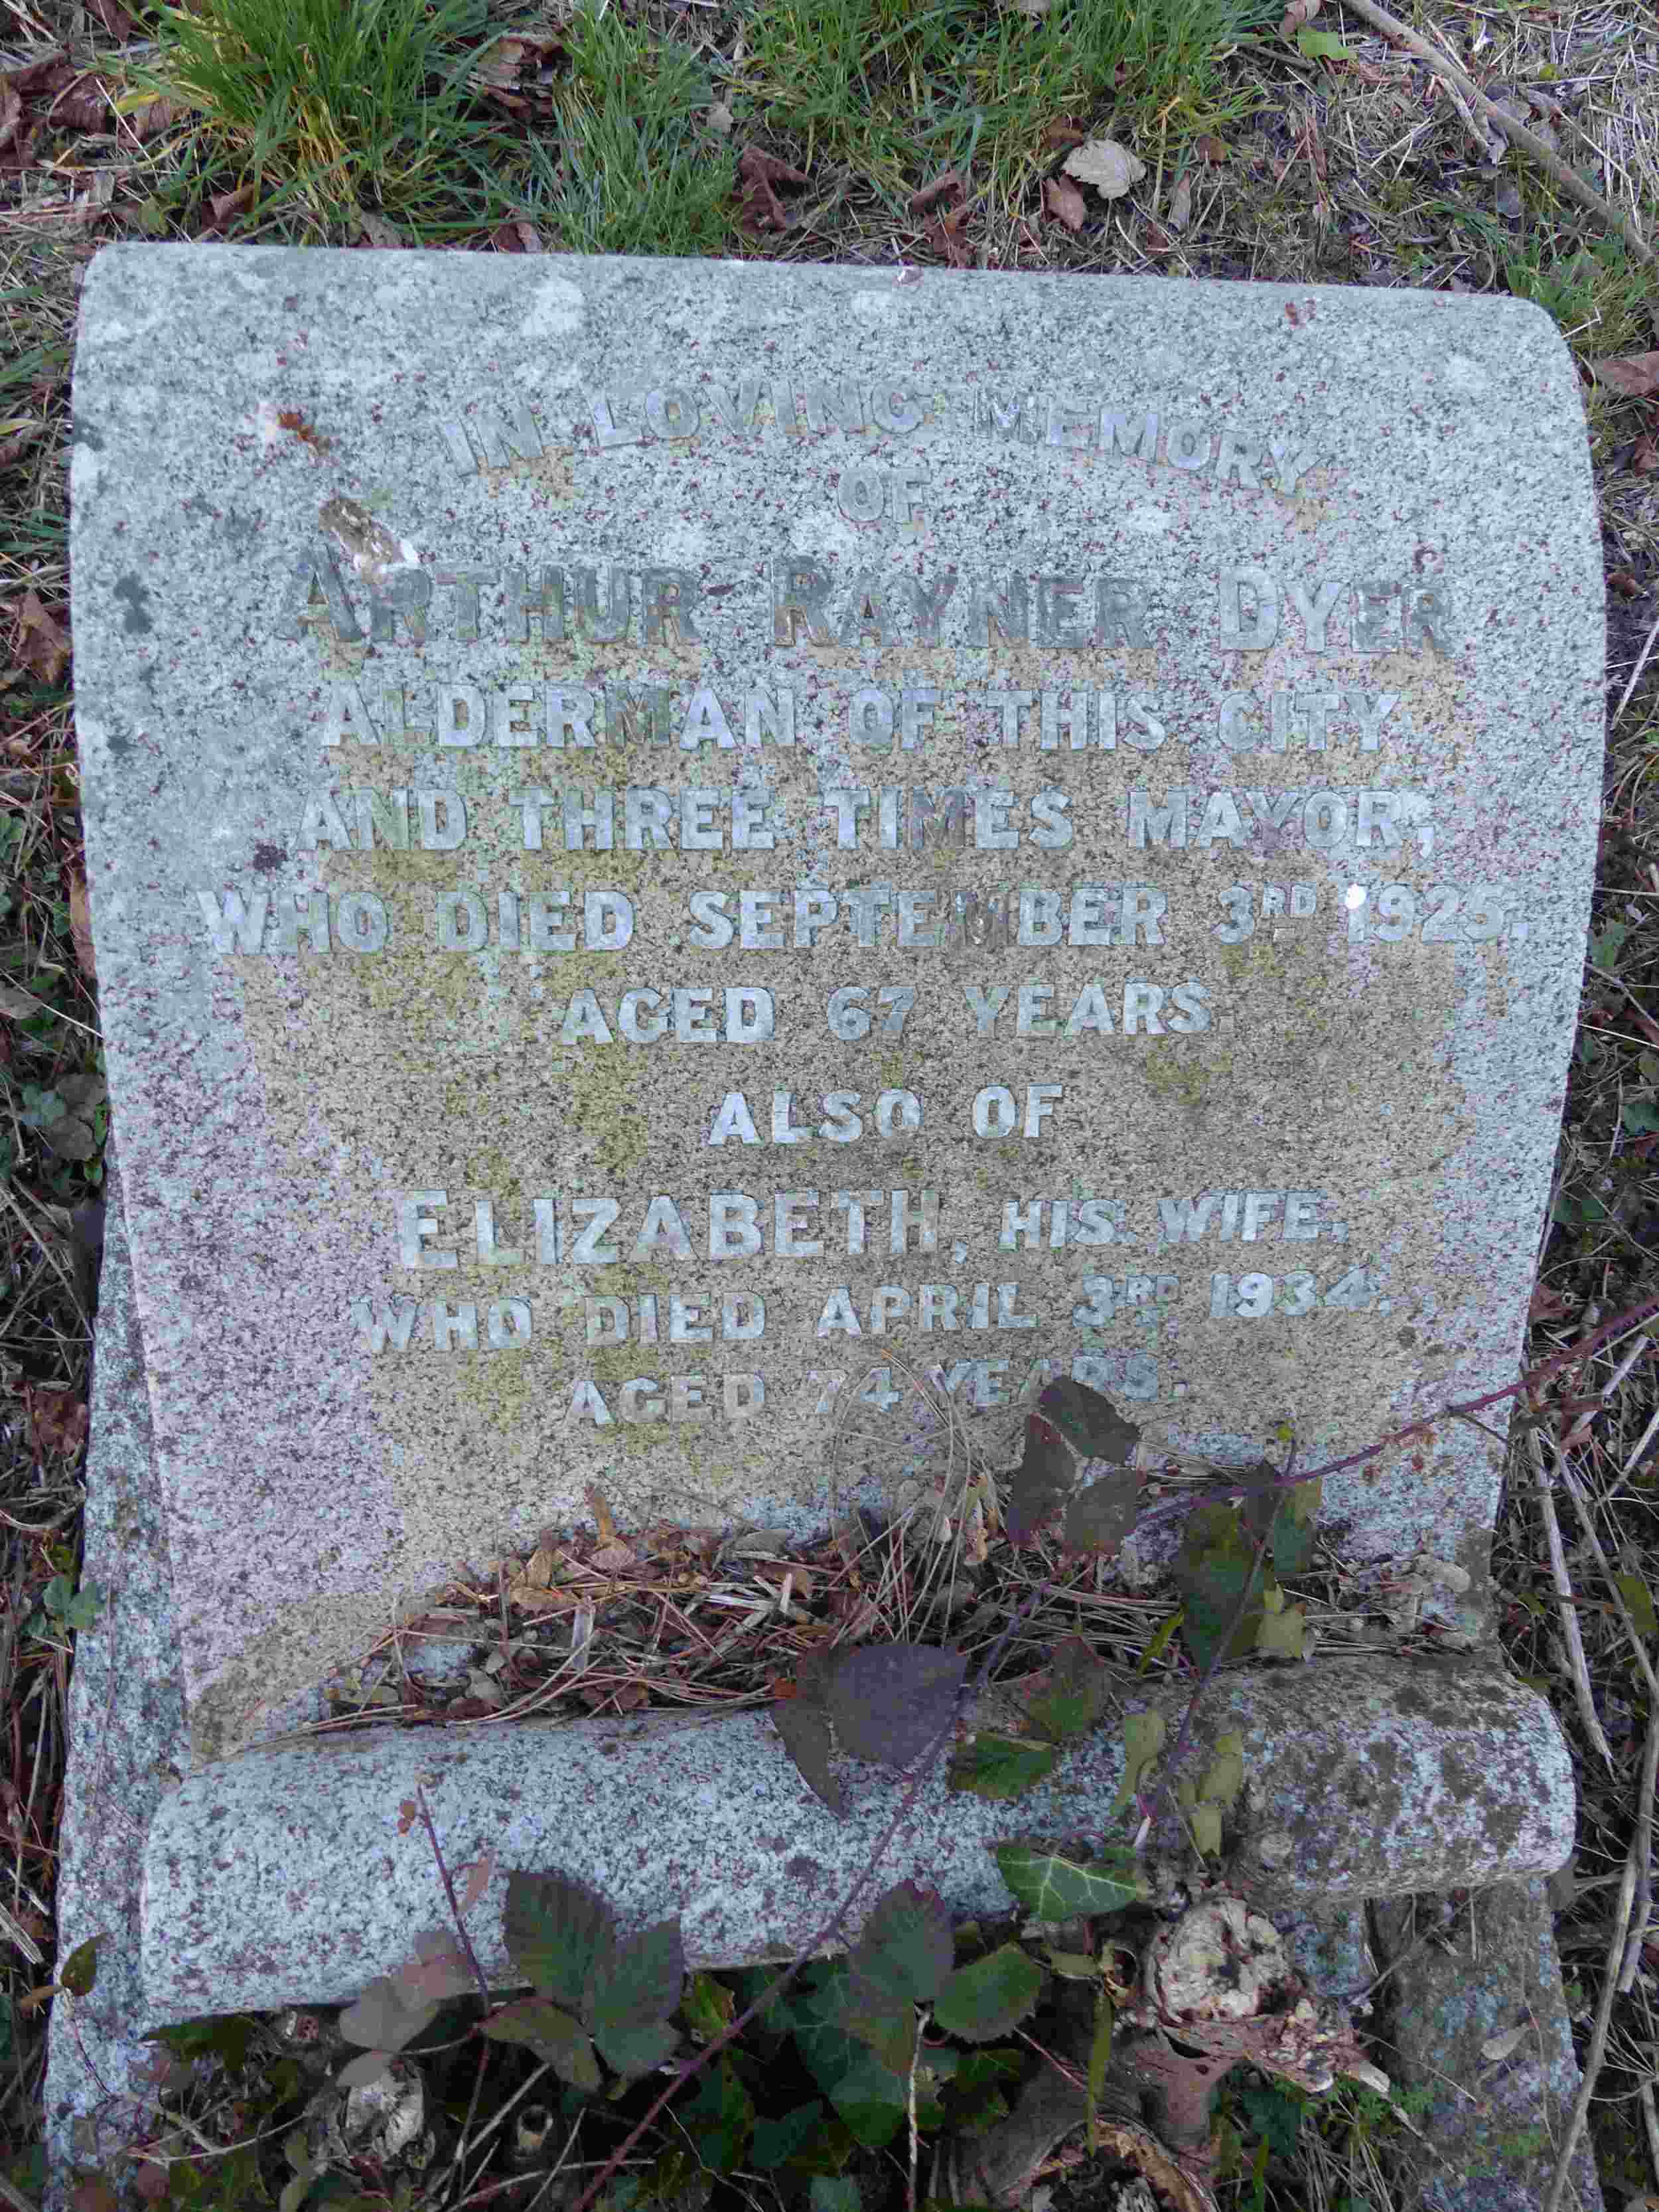 IN LOVING MEMORY
OF
ARTHUR RAYNER DYER
ALDERMAN OF THIS CITY
AND THREE TIMES MAYOR,
WHO DIED SEPTEMBER 3RD 1925.
AGED 67 YEARS.
ALSO OF
ELIZABETH, HIS WIFE,
WHO DIED APRIL 3RD 1934.
AGED 74 YEARS.